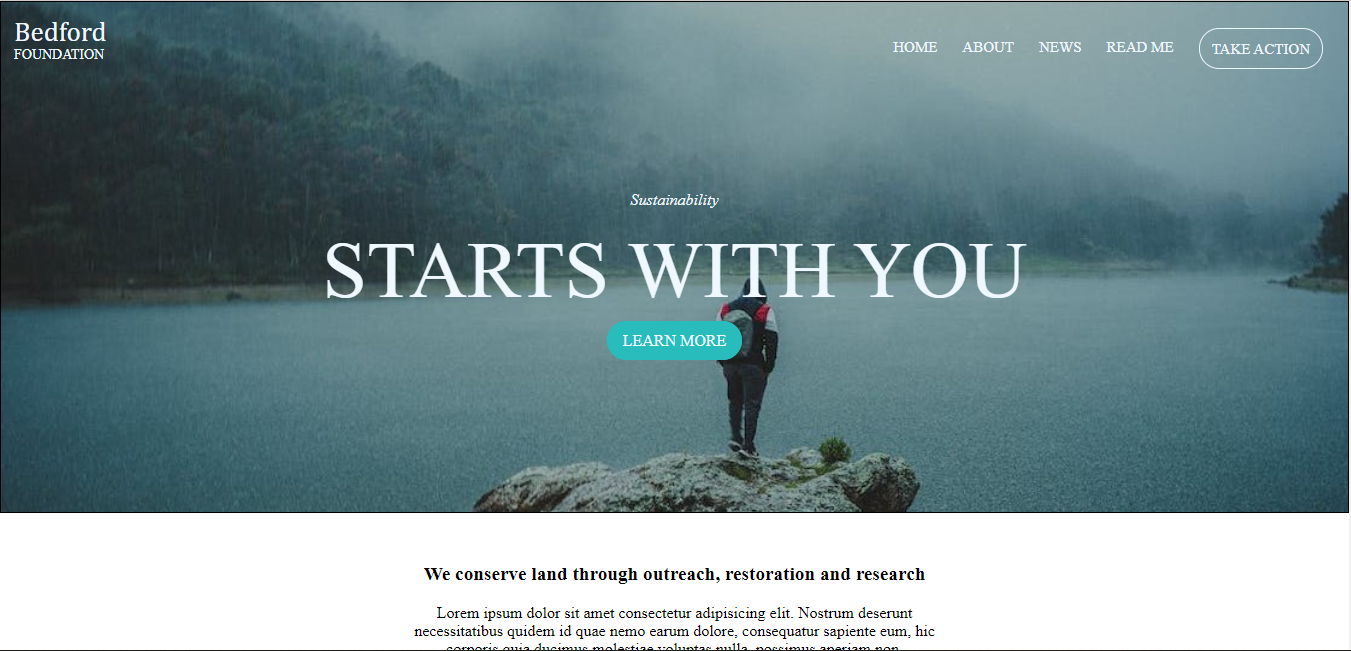 Bedford
FOUNDATION
HOME ABOUT NEWS READ ME TAKE ACTION
Sustainability
STARTS WITH YOU
LEARN MORE
We conserve land through outreach, restoration and research
Lorem ipsum dolor sit amet consectetur adipisicing elit. Nostrum deserunt
necessitatibus quidem id quae nemo earum dolore, consequatur sapiente eum, hic
corporis quia ducimus molestiae voluptas nulla, possimus aperiam non